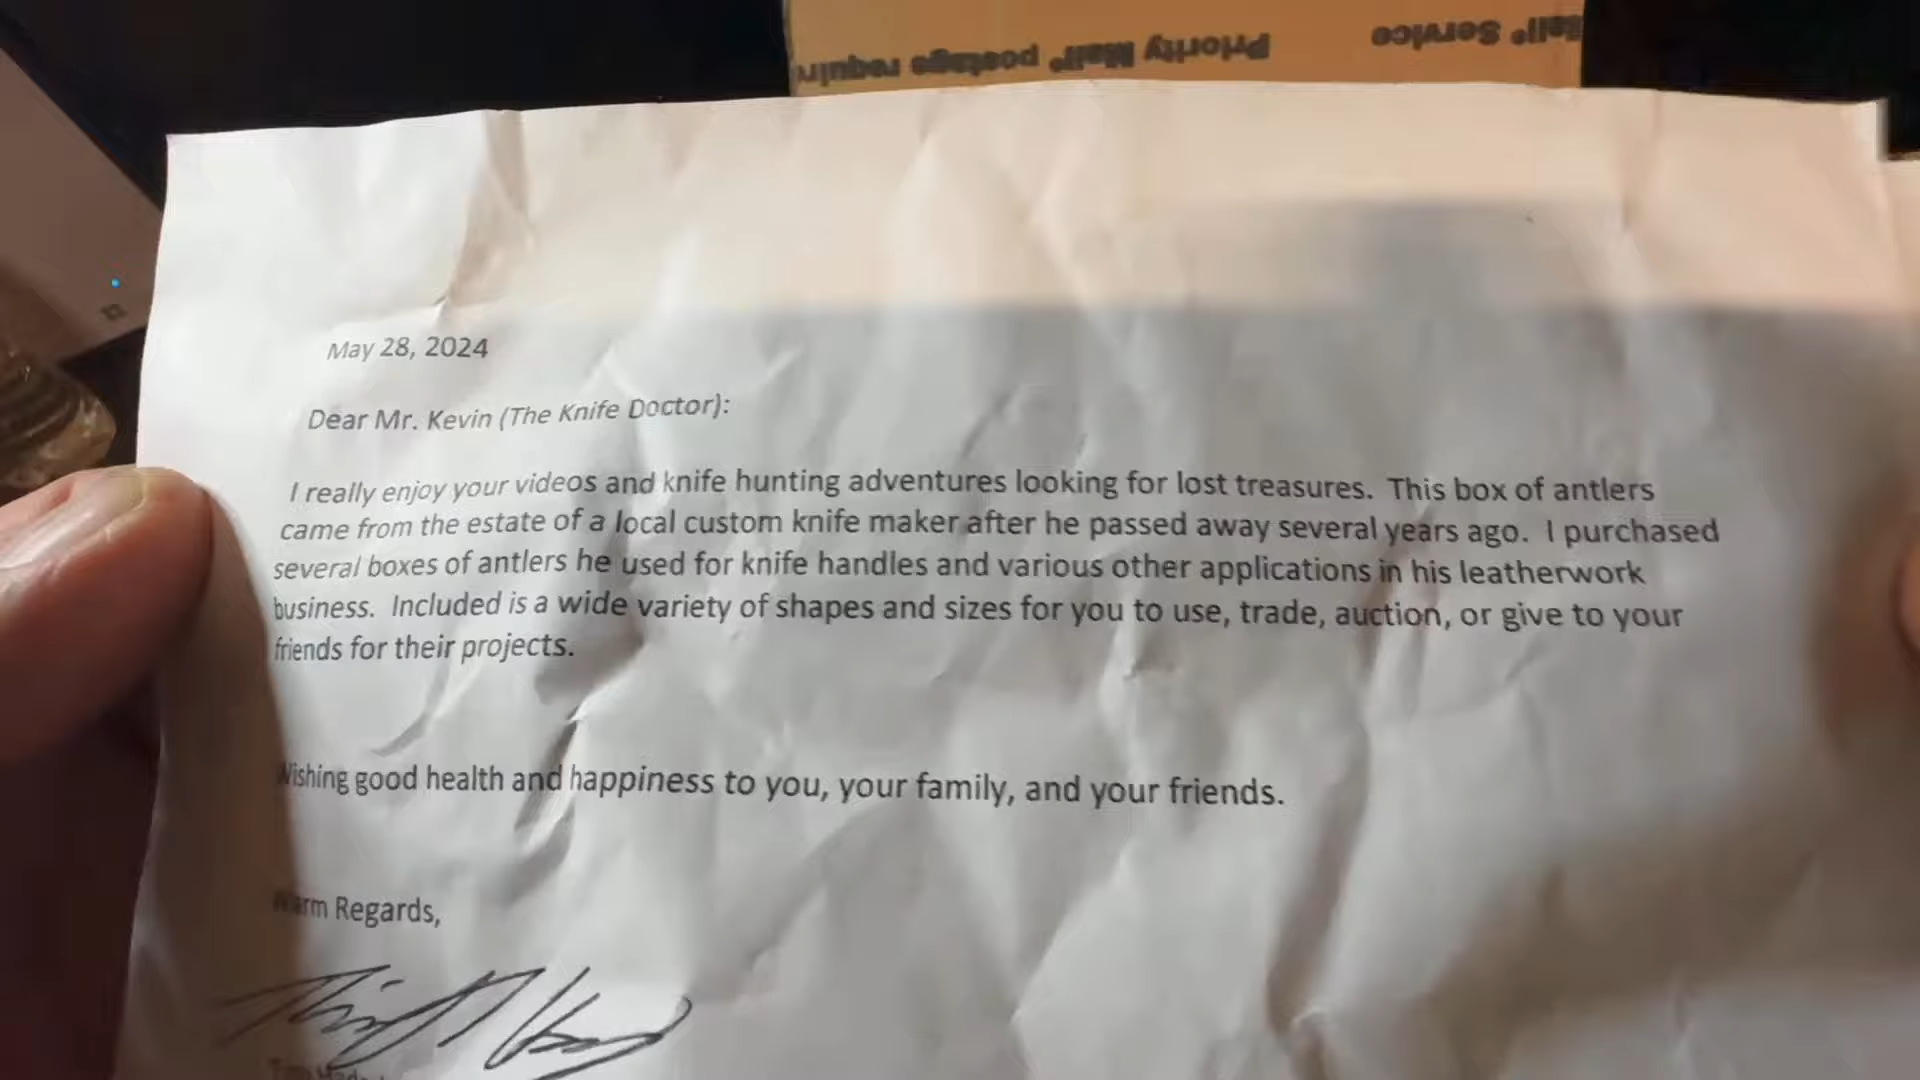 Mail® Service
Priority Mail® postage requir
May 28, 2024
Dear Mr. Kevin (The Knife Doctor):
I really enjoy your videos and knife hunting adventures looking for lost treasures. This box of antlers
came from the estate of a local custom knife maker after he passed away several years ago. I purchased
several boxes of antlers he used for knife handles and various other applications in his leatherwork
business. Included is a wide variety of shapes and sizes for you to use, trade, auction, or give to your
friends for their projects.
Wishing good health and happiness to you, your family, and your friends.
Warm Regards,